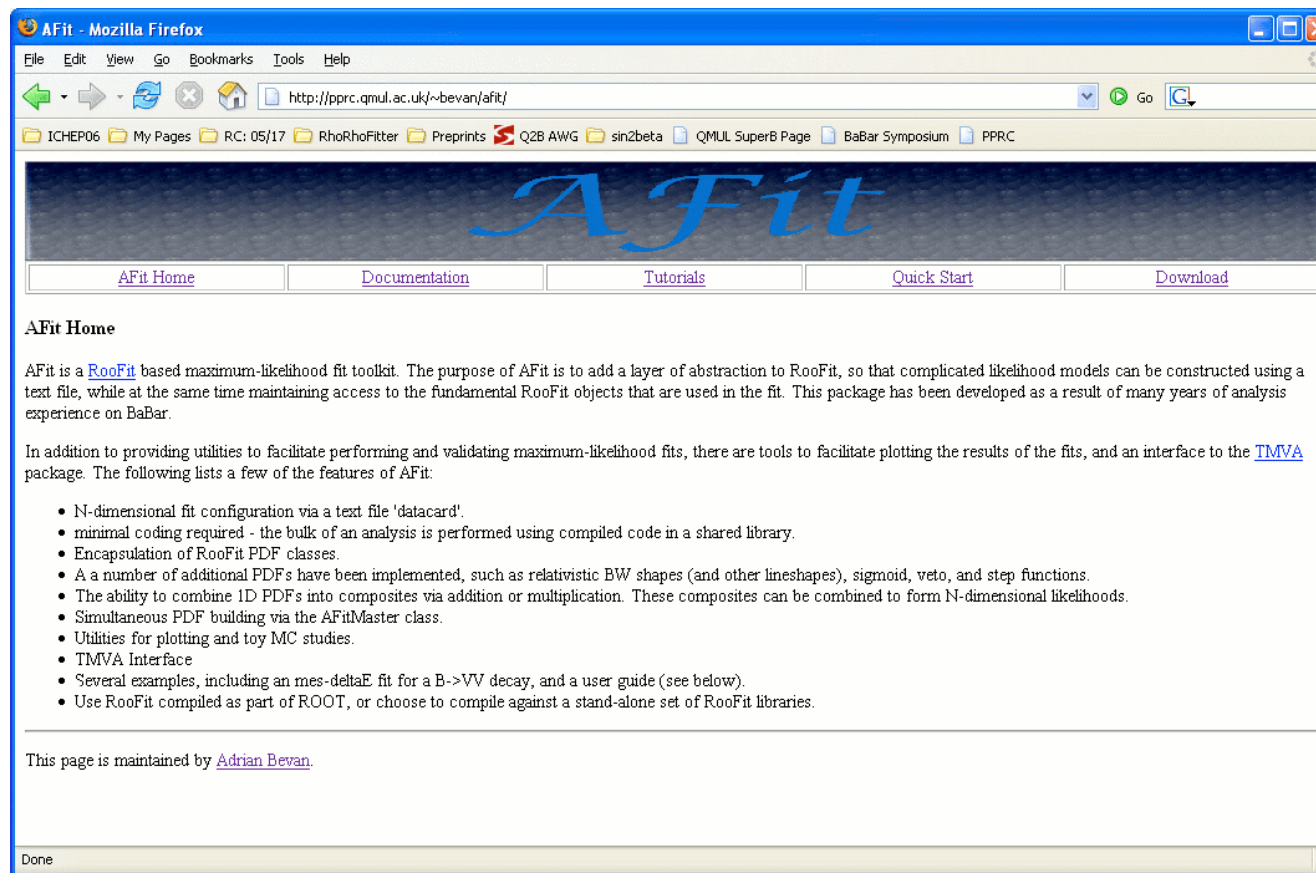 AFit - Mozilla Firefox
File Edit View Go Bookmarks Tools Help
http://pprc.qmul.ac.uk/~bevan/afit/ Go G
ICHEP06 My Pages RC: 05/17 RhoRhoFitter Preprints Q2B AWG sin2beta QMUL SuperB Page BaBar Symposium PPRC
AFit
AFit Home Documentation Tutorials Quick Start Download
AFit Home
AFit is a RooFit based maximum-likelihood fit toolkit. The purpose of AFit is to add a layer of abstraction to RooFit, so that complicated likelihood models can be constructed using a
text file, while at the same time maintaining access to the fundamental RooFit objects that are used in the fit. This package has been developed as a result of many years of analysis
experience on BaBar.
In addition to providing utilities to facilitate performing and validating maximum-likelihood fits, there are tools to facilitate plotting the results of the fits, and an interface to the TMVA
package. The following lists a few of the features of AFit:
• N-dimensional fit configuration via a text file 'datacard'.
• minimal coding required - the bulk of an analysis is performed using compiled code in a shared library.
• Encapsulation of RooFit PDF classes.
• A a number of additional PDFs have been implemented, such as relativistic BW shapes (and other lineshapes), sigmoid, veto, and step functions.
• The ability to combine 1D PDFs into composites via addition or multiplication. These composites can be combined to form N-dimensional likelihoods.
• Simultaneous PDF building via the AFitMaster class.
• Utilities for plotting and toy MC studies.
• TMVA Interface
• Several examples, including an mes-deltaE fit for a B->VV decay, and a user guide (see below).
• Use RooFit compiled as part of ROOT, or choose to compile against a stand-alone set of RooFit libraries.
This page is maintained by Adrian Bevan.
Done